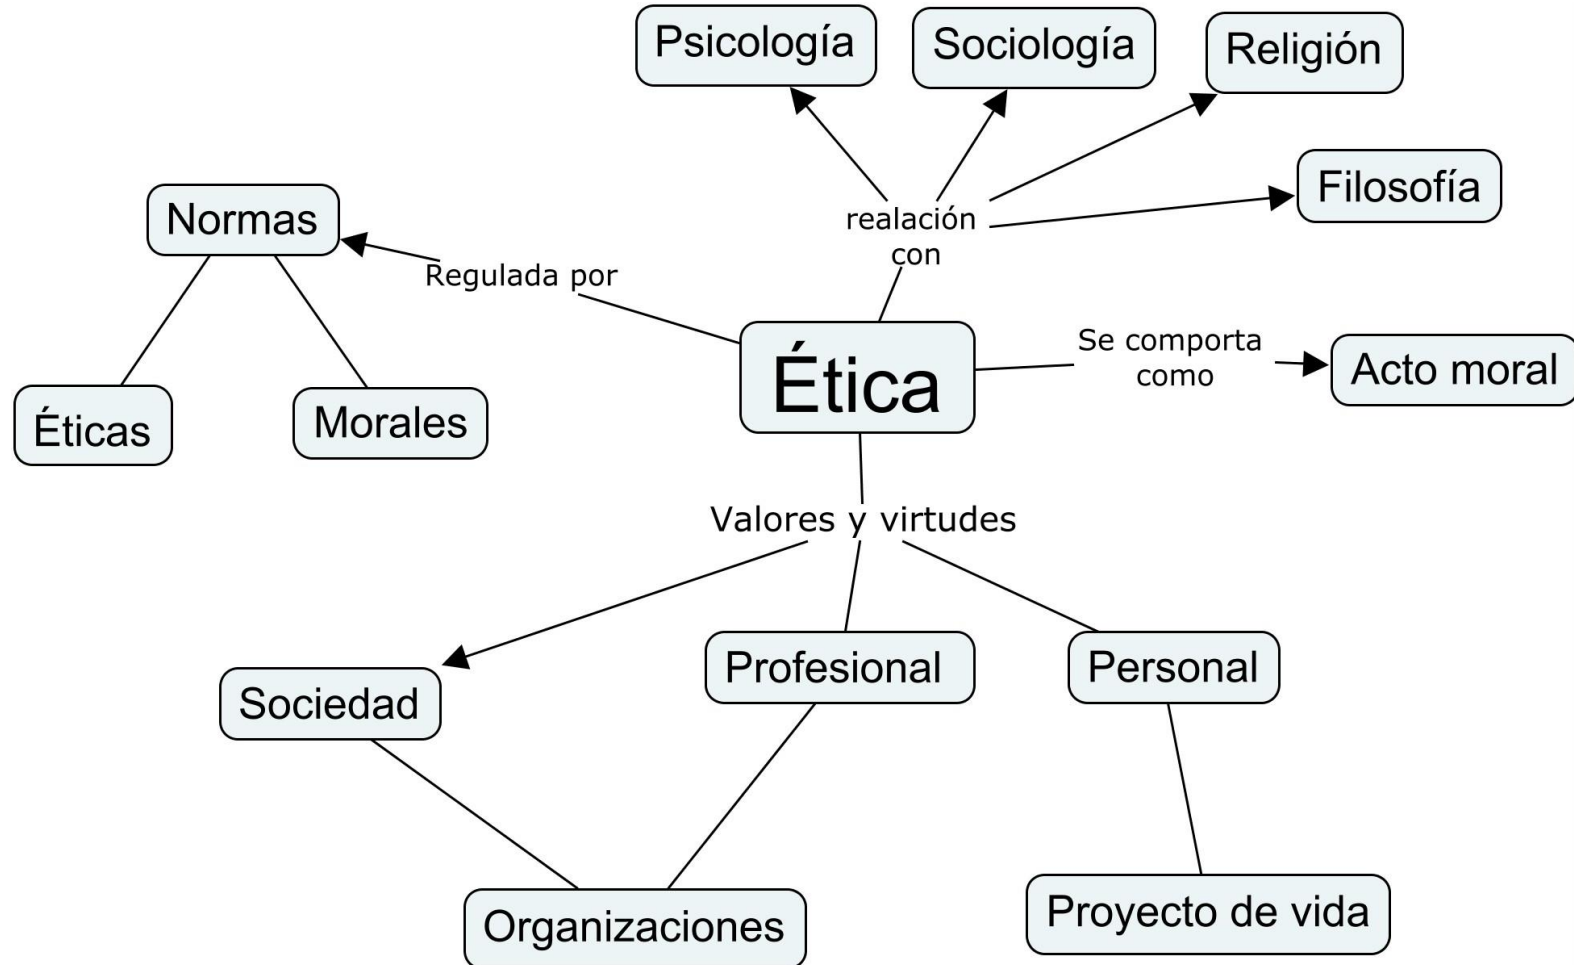 Psicología
Sociología
Religión
Filosofía
Normas
realación
con
Regulada por
Se comporta
como
Acto moral
Ética
Éticas
Morales
Valores y virtudes
Profesional
Personal
Sociedad
Organizaciones
Proyecto de vida